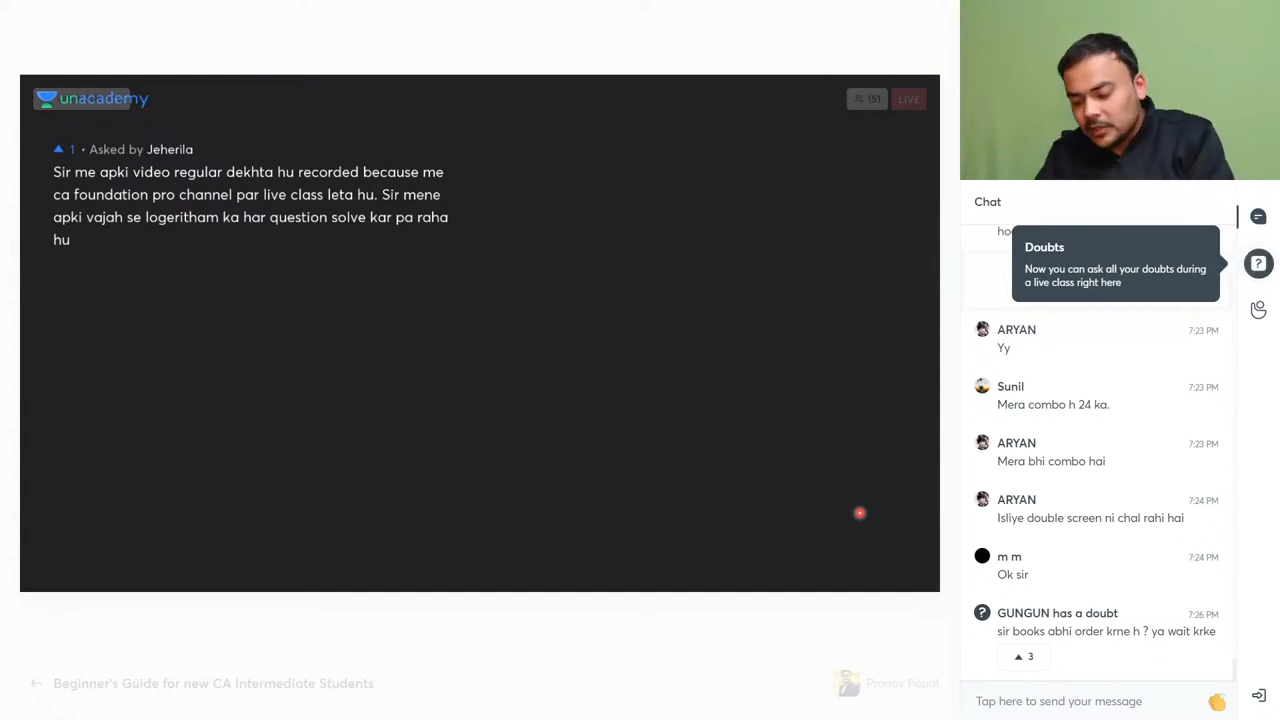 unacademy
151
LIVE
1 • Asked by Jeherila
Sir me apki video regular dekhta hu recorded because me
ca foundation pro channel par live class leta hu. Sir mene
apki vajah se logeritham ka har question solve kar pa raha
hu
Beginner's Guide for new CA Intermediate Students
Pranav Popat
Chat
ho
Doubts
Now you can ask all your doubts during
a live class right here
ARYAN
7:23 PM
Yy
Sunil
7:23 PM
Mera combo h 24 ka.
ARYAN
7:23 PM
Mera bhi combo hai
ARYAN
7:24 PM
Isliye double screen ni chal rahi hai
m m
7:24 PM
Ok sir
? GUNGUN has a doubt
7:26 PM
sir books abhi order krne h ? ya wait krke
3
Tap here to send your message